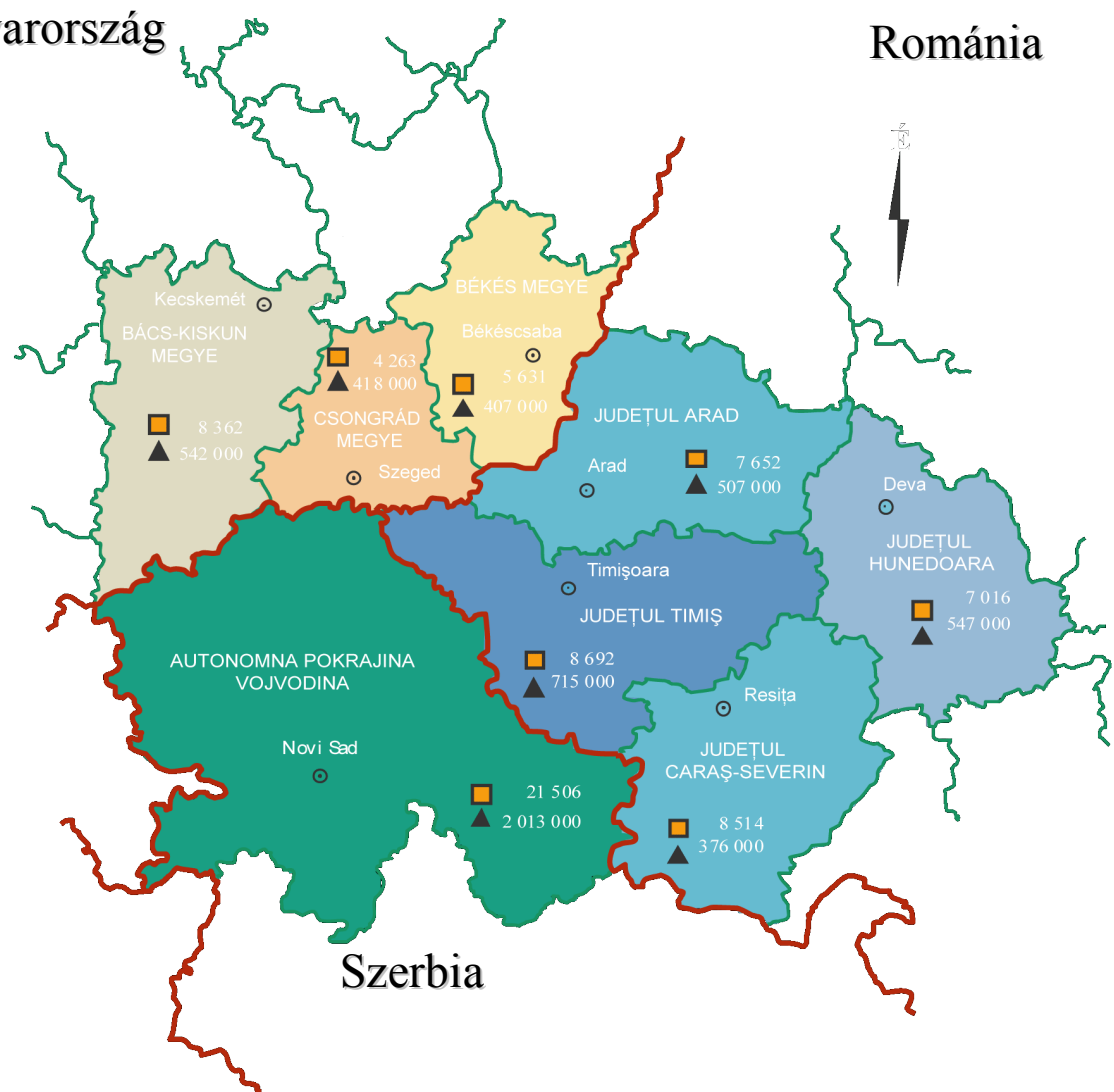 yarország
Románia
É
Kecskemét
BÁCS-KISKUN
MEGYE
8 362
542 000
4 263
418 000
CSONGRÁD
MEGYE
Szeged
BÉKÉS MEGYE
Békéscsaba
5 631
407 000
JUDEȚUL ARAD
Arad
7 652
507 000
Deva
JUDEȚUL
HUNEDOARA
7 016
547 000
Timişoara
JUDEȚUL TIMIŞ
8 692
715 000
AUTONOMNA POKRAJINA
VOJVODINA
Novi Sad
21 506
2 013 000
Resița
JUDEȚUL
CARAŞ-SEVERIN
8 514
376 000
Szerbia